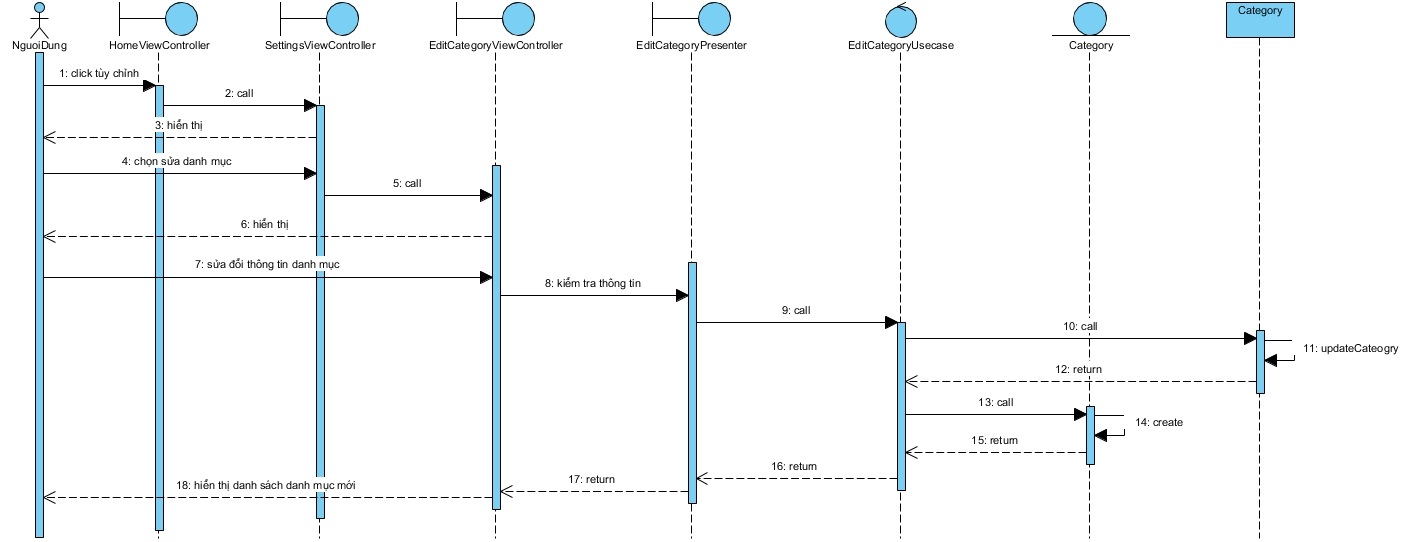 Category
NguoiDung
HomeViewController
SettingsViewController
EditCategoryViewController
EditCategoryPresenter
EditCategoryUsecase
Category
1: click tùy chỉnh
2: call
3: hiển thị
4: chọn sửa danh mục
5: call
6: hiển thị
7: sửa đổi thông tin danh mục
8: kiểm tra thông tin
9: call
10: call
11: updateCateogry
12: return
13: call
14: create
15: return
16: return
17: return
18: hiển thị danh sách danh mục mới